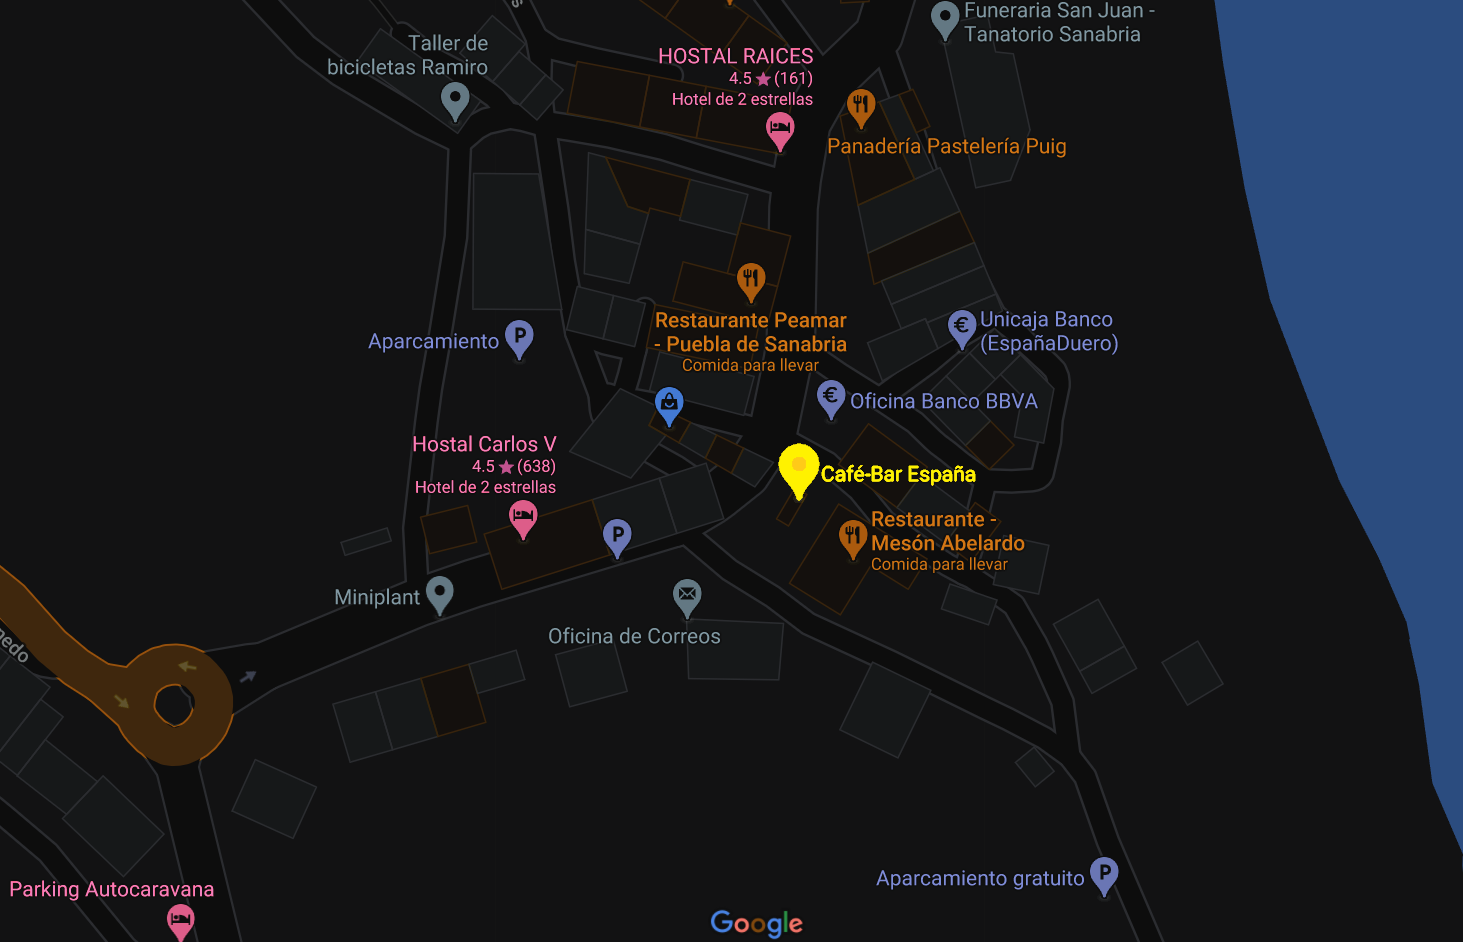 Funeraria San Juan -
Tanatorio Sanabria
Taller de
bicicletas Ramiro
HOSTAL RAICES
4.5 ★ (161)
Hotel de 2 estrellas
Panadería Pastelería Puig
Restaurante Peamar
- Puebla de Sanabria
Comida para llevar
Unicaja Banco
(EspañaDuero)
Aparcamiento
P
€
€
Oficina Banco BBVA
Hostal Carlos V
4.5 ★ (638)
Hotel de 2 estrellas
Café-Bar España
P
Restaurante -
Mesón Abelardo
Comida para llevar
Miniplant
Oficina de Correos
Aparcamiento gratuito
P
Parking Autocaravana
Google